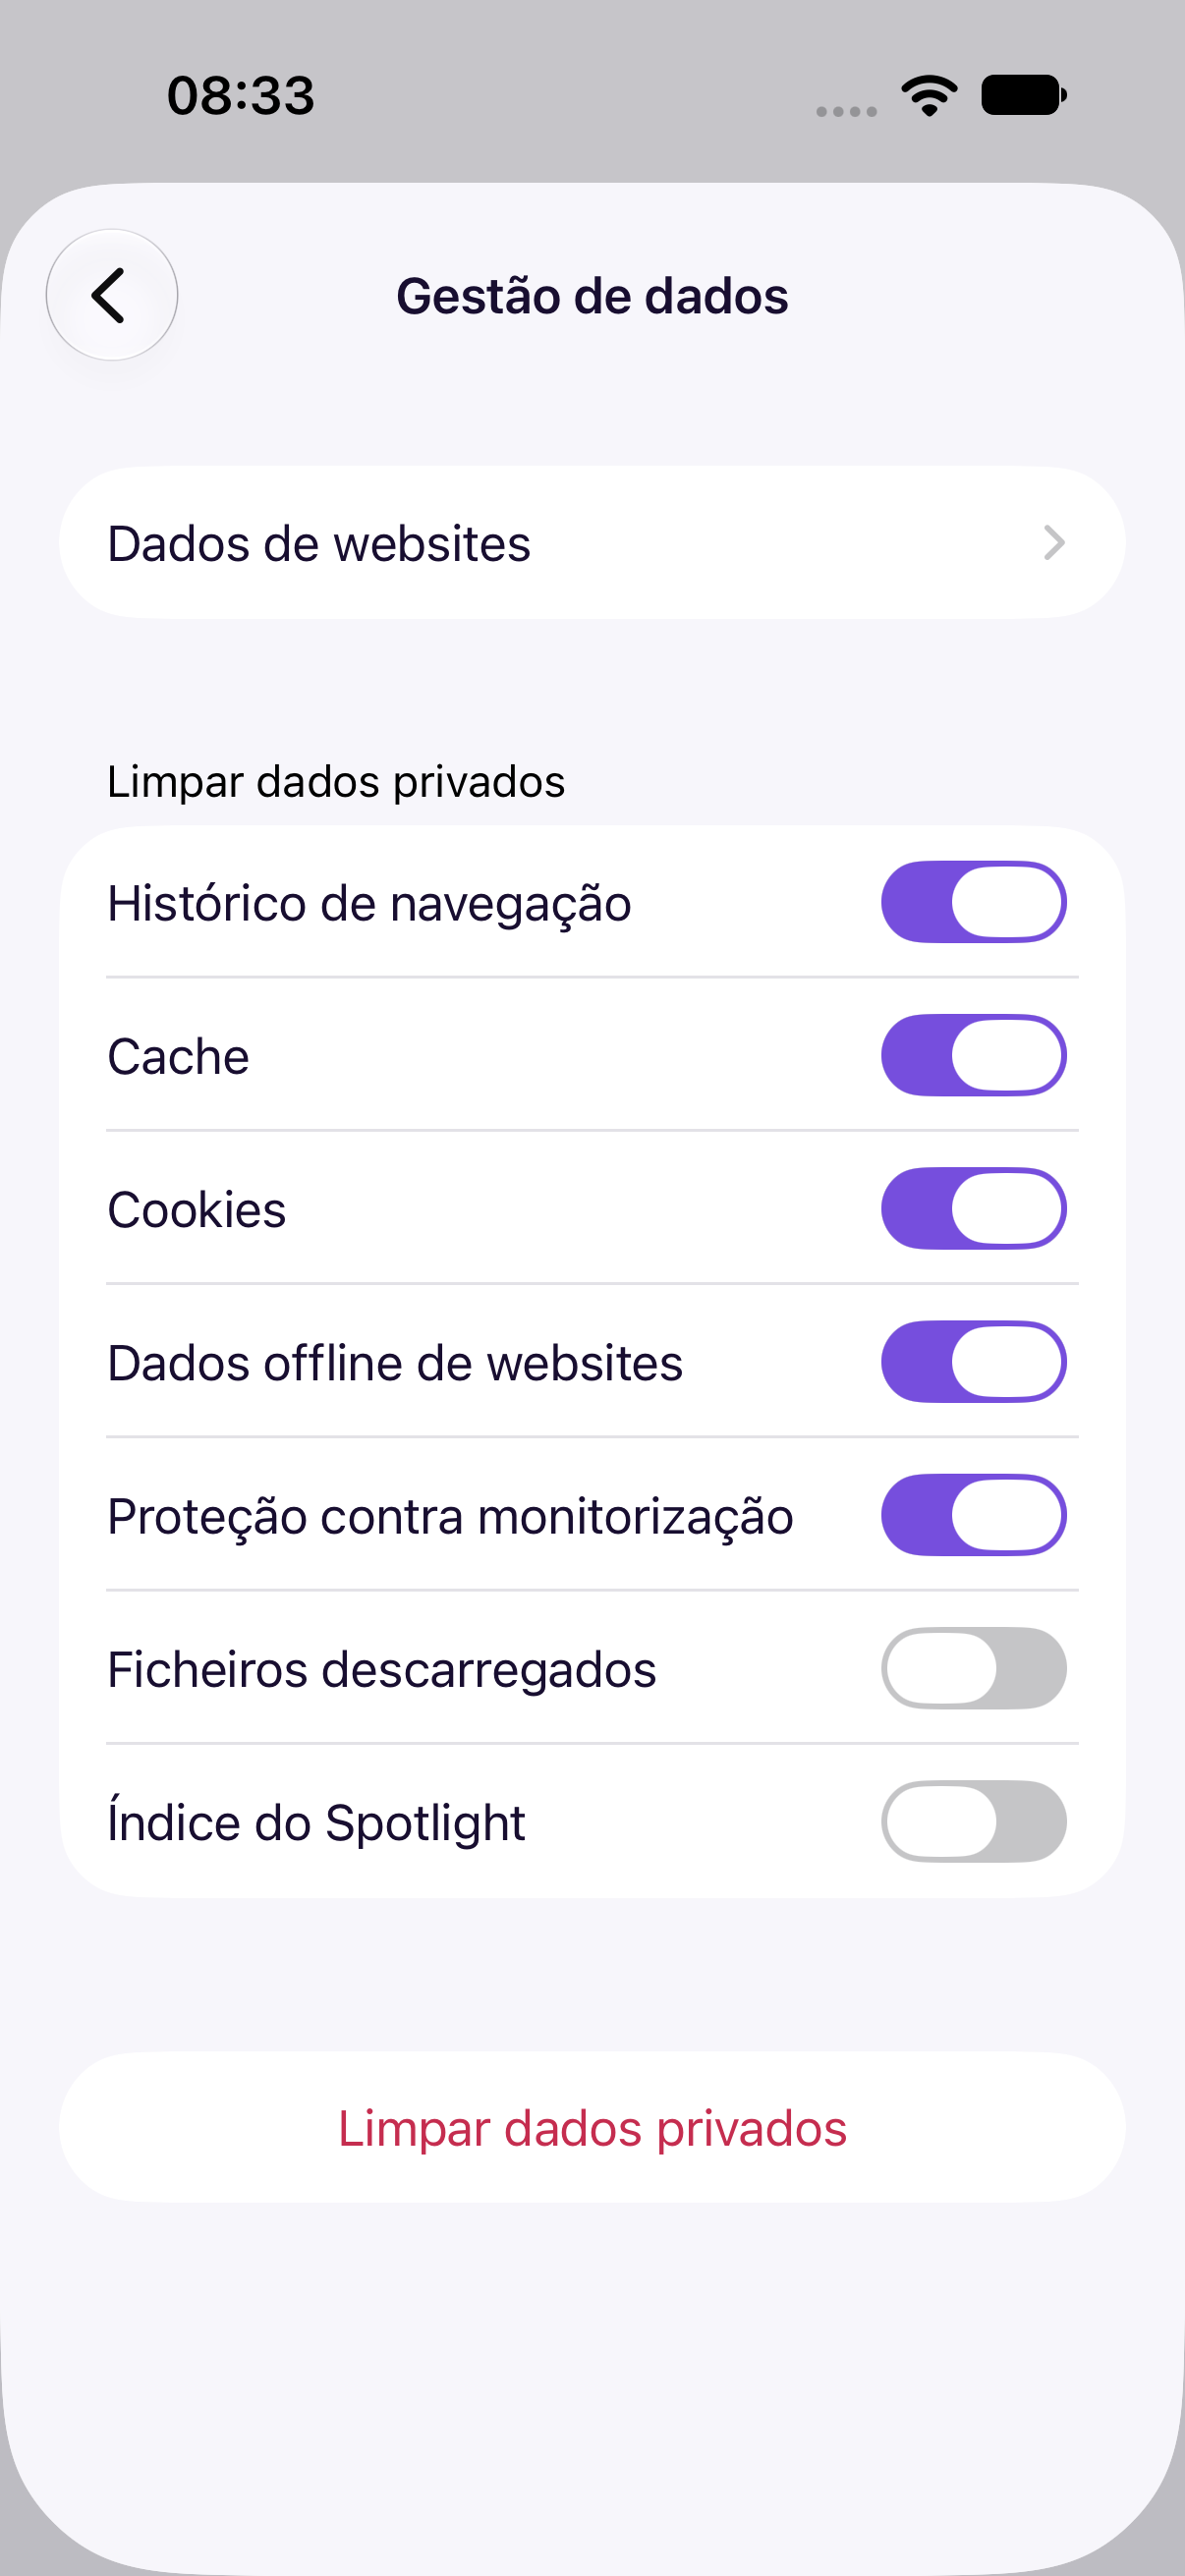 08:33
Gestão de dados
Dados de websites
Limpar dados privados
Histórico de navegação
Cache
Cookies
Dados offline de websites
Proteção contra monitorização
Ficheiros descarregados
Índice do Spotlight
Limpar dados privados